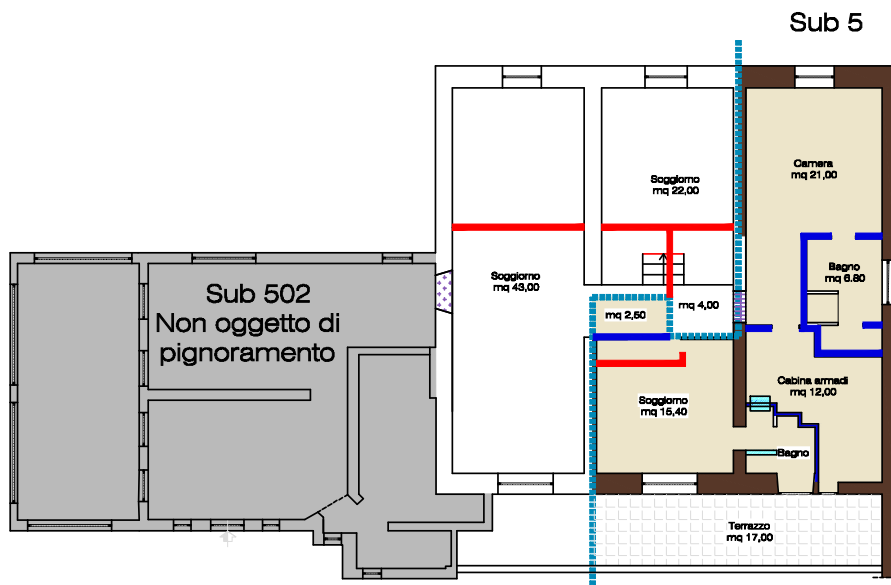 Sub 5
Camera
mq 21,00
Soggiorno
mq 22,00
Bagno
mq 6.80
Soggiorno
mq 43,00
Sub 502
Non oggetto di
pignoramento
mq 4,00
mq 2,50
Cabina armadi
mq 12,00
Soggiorno
mq 15,40
Bagno
Terrazzo
mq 17,00